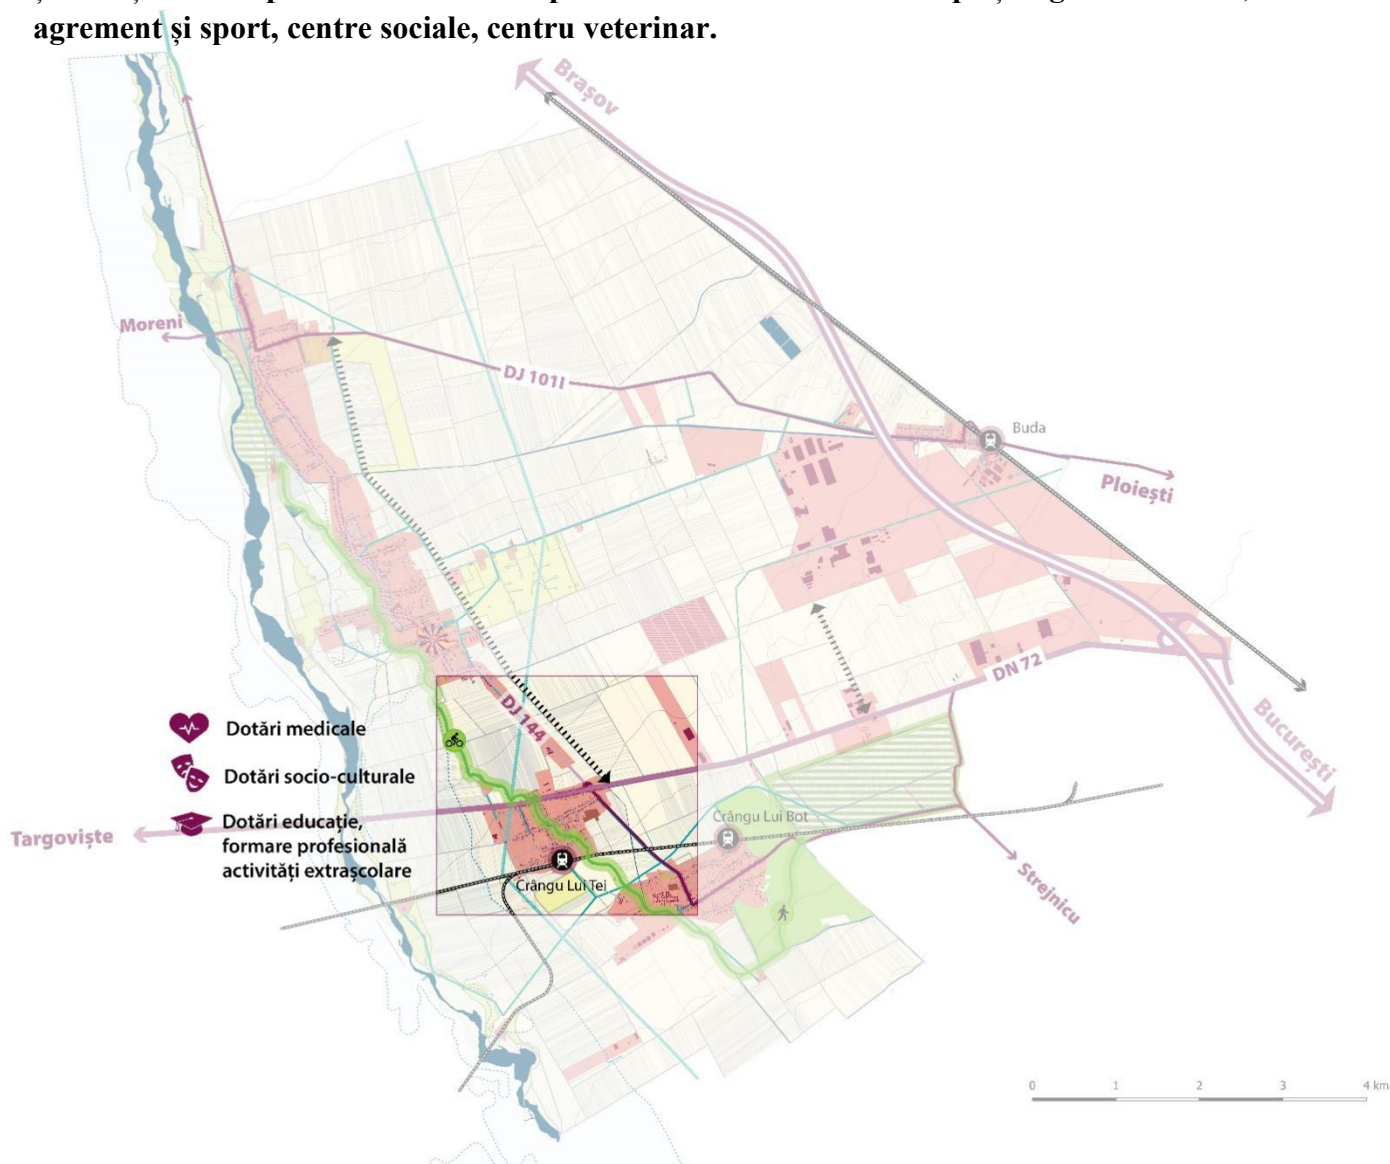 agrement și sport, centre sociale, centru veterinar.
Brașov
Moreni
DJ 101I
Buda
Ploiești
DN 72
DJ 144
București
Dotări medicale
Dotări socio-culturale
Dotări educație,
formare profesională
activități extrașcolare
Targoviște
Crângu Lui Bot
Crângu Lui Tei
Strejnicu
0 1 2 3 4 km